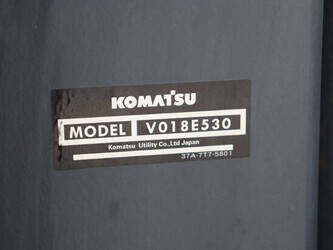 KOMATSU
MODEL V018E530
Komatsu Utility Co.,Ltd Japan
37A-7T7-5801